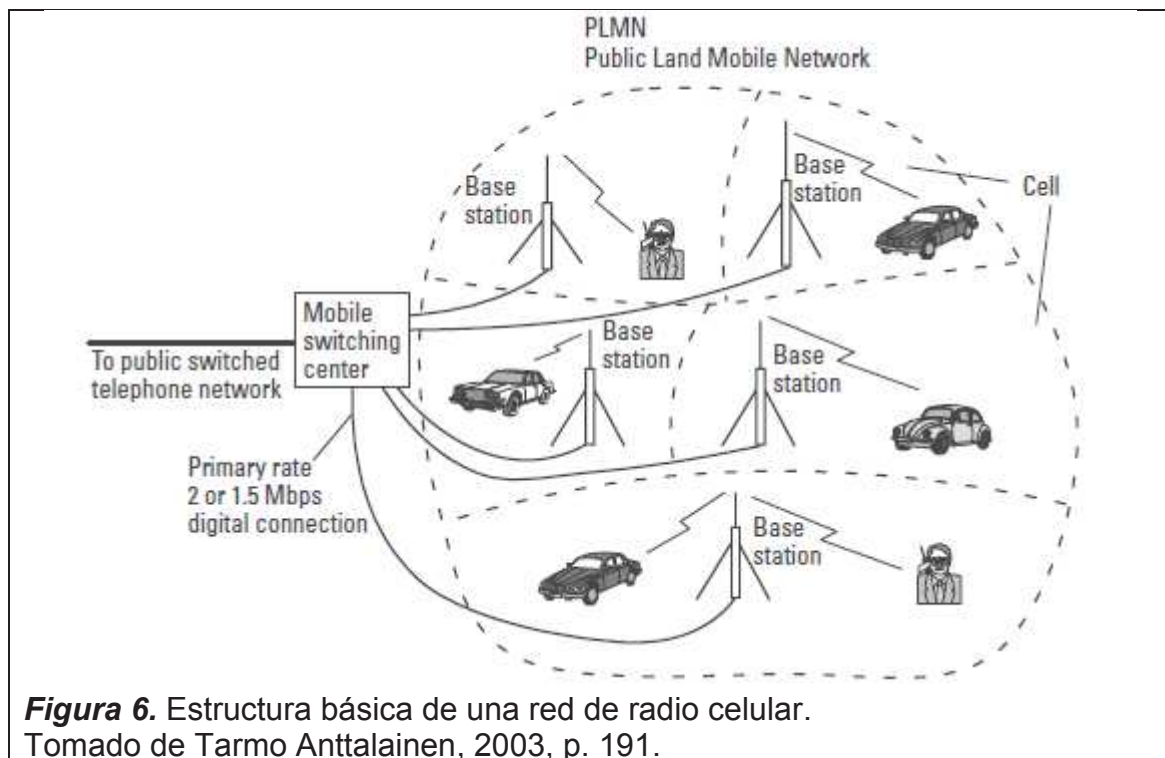 PLMN
Public Land Mobile Network
Base
station
Base
station
Cell
Mobile
switching
center
To public switched
telephone network
Base
station
Base
station
Primary rate
2 or 1.5 Mbps
digital connection
Base
station
Figura 6. Estructura básica de una red de radio celular.
Tomado de Tarmo Anttalainen, 2003, p. 191.